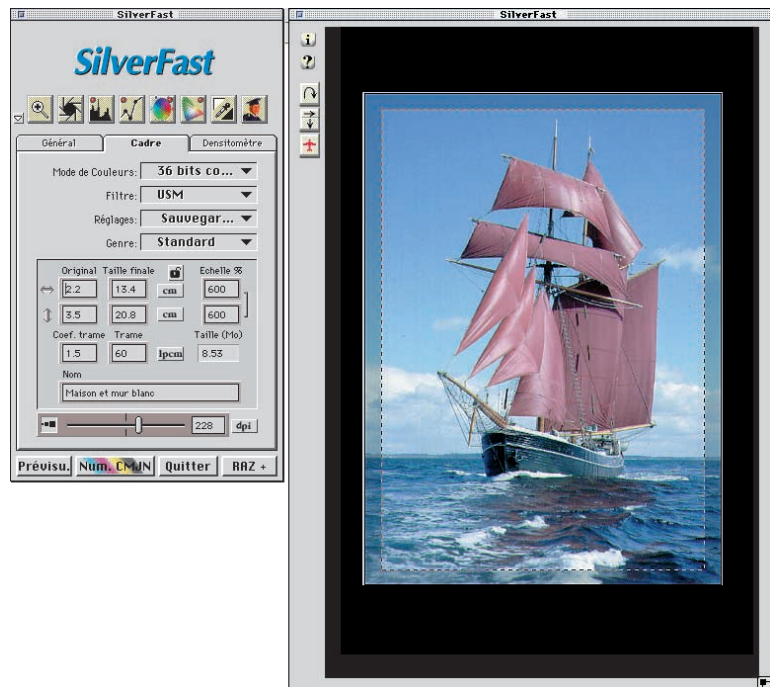 SilverFast
SilverFast
SilverFast
i
?
Général
Cadre
Densitomètre
Mode de Couleurs: 36 bits co...
Filtre: USM
Réglages: Sauvegar...
Genre: Standard
Original Taille finale Echelle %
2.2 13.4 cm 600
3.5 20.8 cm 600
Coef. trame Trame Taille (Mo)
1.5 60 lpcm 8.53
Nom
Maison et mur blanc
228 dpi
Prévisu. Num. CMJN Quitter RAZ +